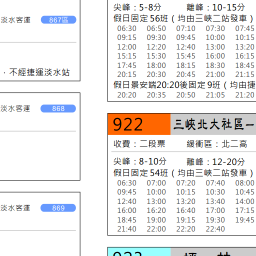 淡水客運 867區
．不經捷運淡水站
淡水客運 868
淡水客運 869
尖峰：5-8分 離峰：10-15分
假日固定56班（均由三峽二站發車）
06:30 06:50 07:10 07:30 07:45
09:15 09:30 09:45 10:00 10:15
12:00 12:20 12:40 13:00 13:20
15:15 15:30 15:45 16:00 16:15
17:45 18:00 18:15 18:30 18:45
20:15 20:30 20:45 21:00 21:15
假日景安端20:20後固定9班（均由捷
20:20 20:35 20:50 21:05 21:20
922 三峽北大社區－
收費：二段票 緩衝區：北二高
尖峰：8-10分 離峰：12-20分
假日固定54班（均由三峽二站發車）
06:30 07:00 07:20 07:40 08:00
09:45 10:00 10:15 10:30 10:45
12:40 13:00 13:20 13:40 14:00
16:00 16:20 16:40 17:00 17:15
18:45 19:00 19:15 19:30 19:45
21:40 22:00 22:20 22:40